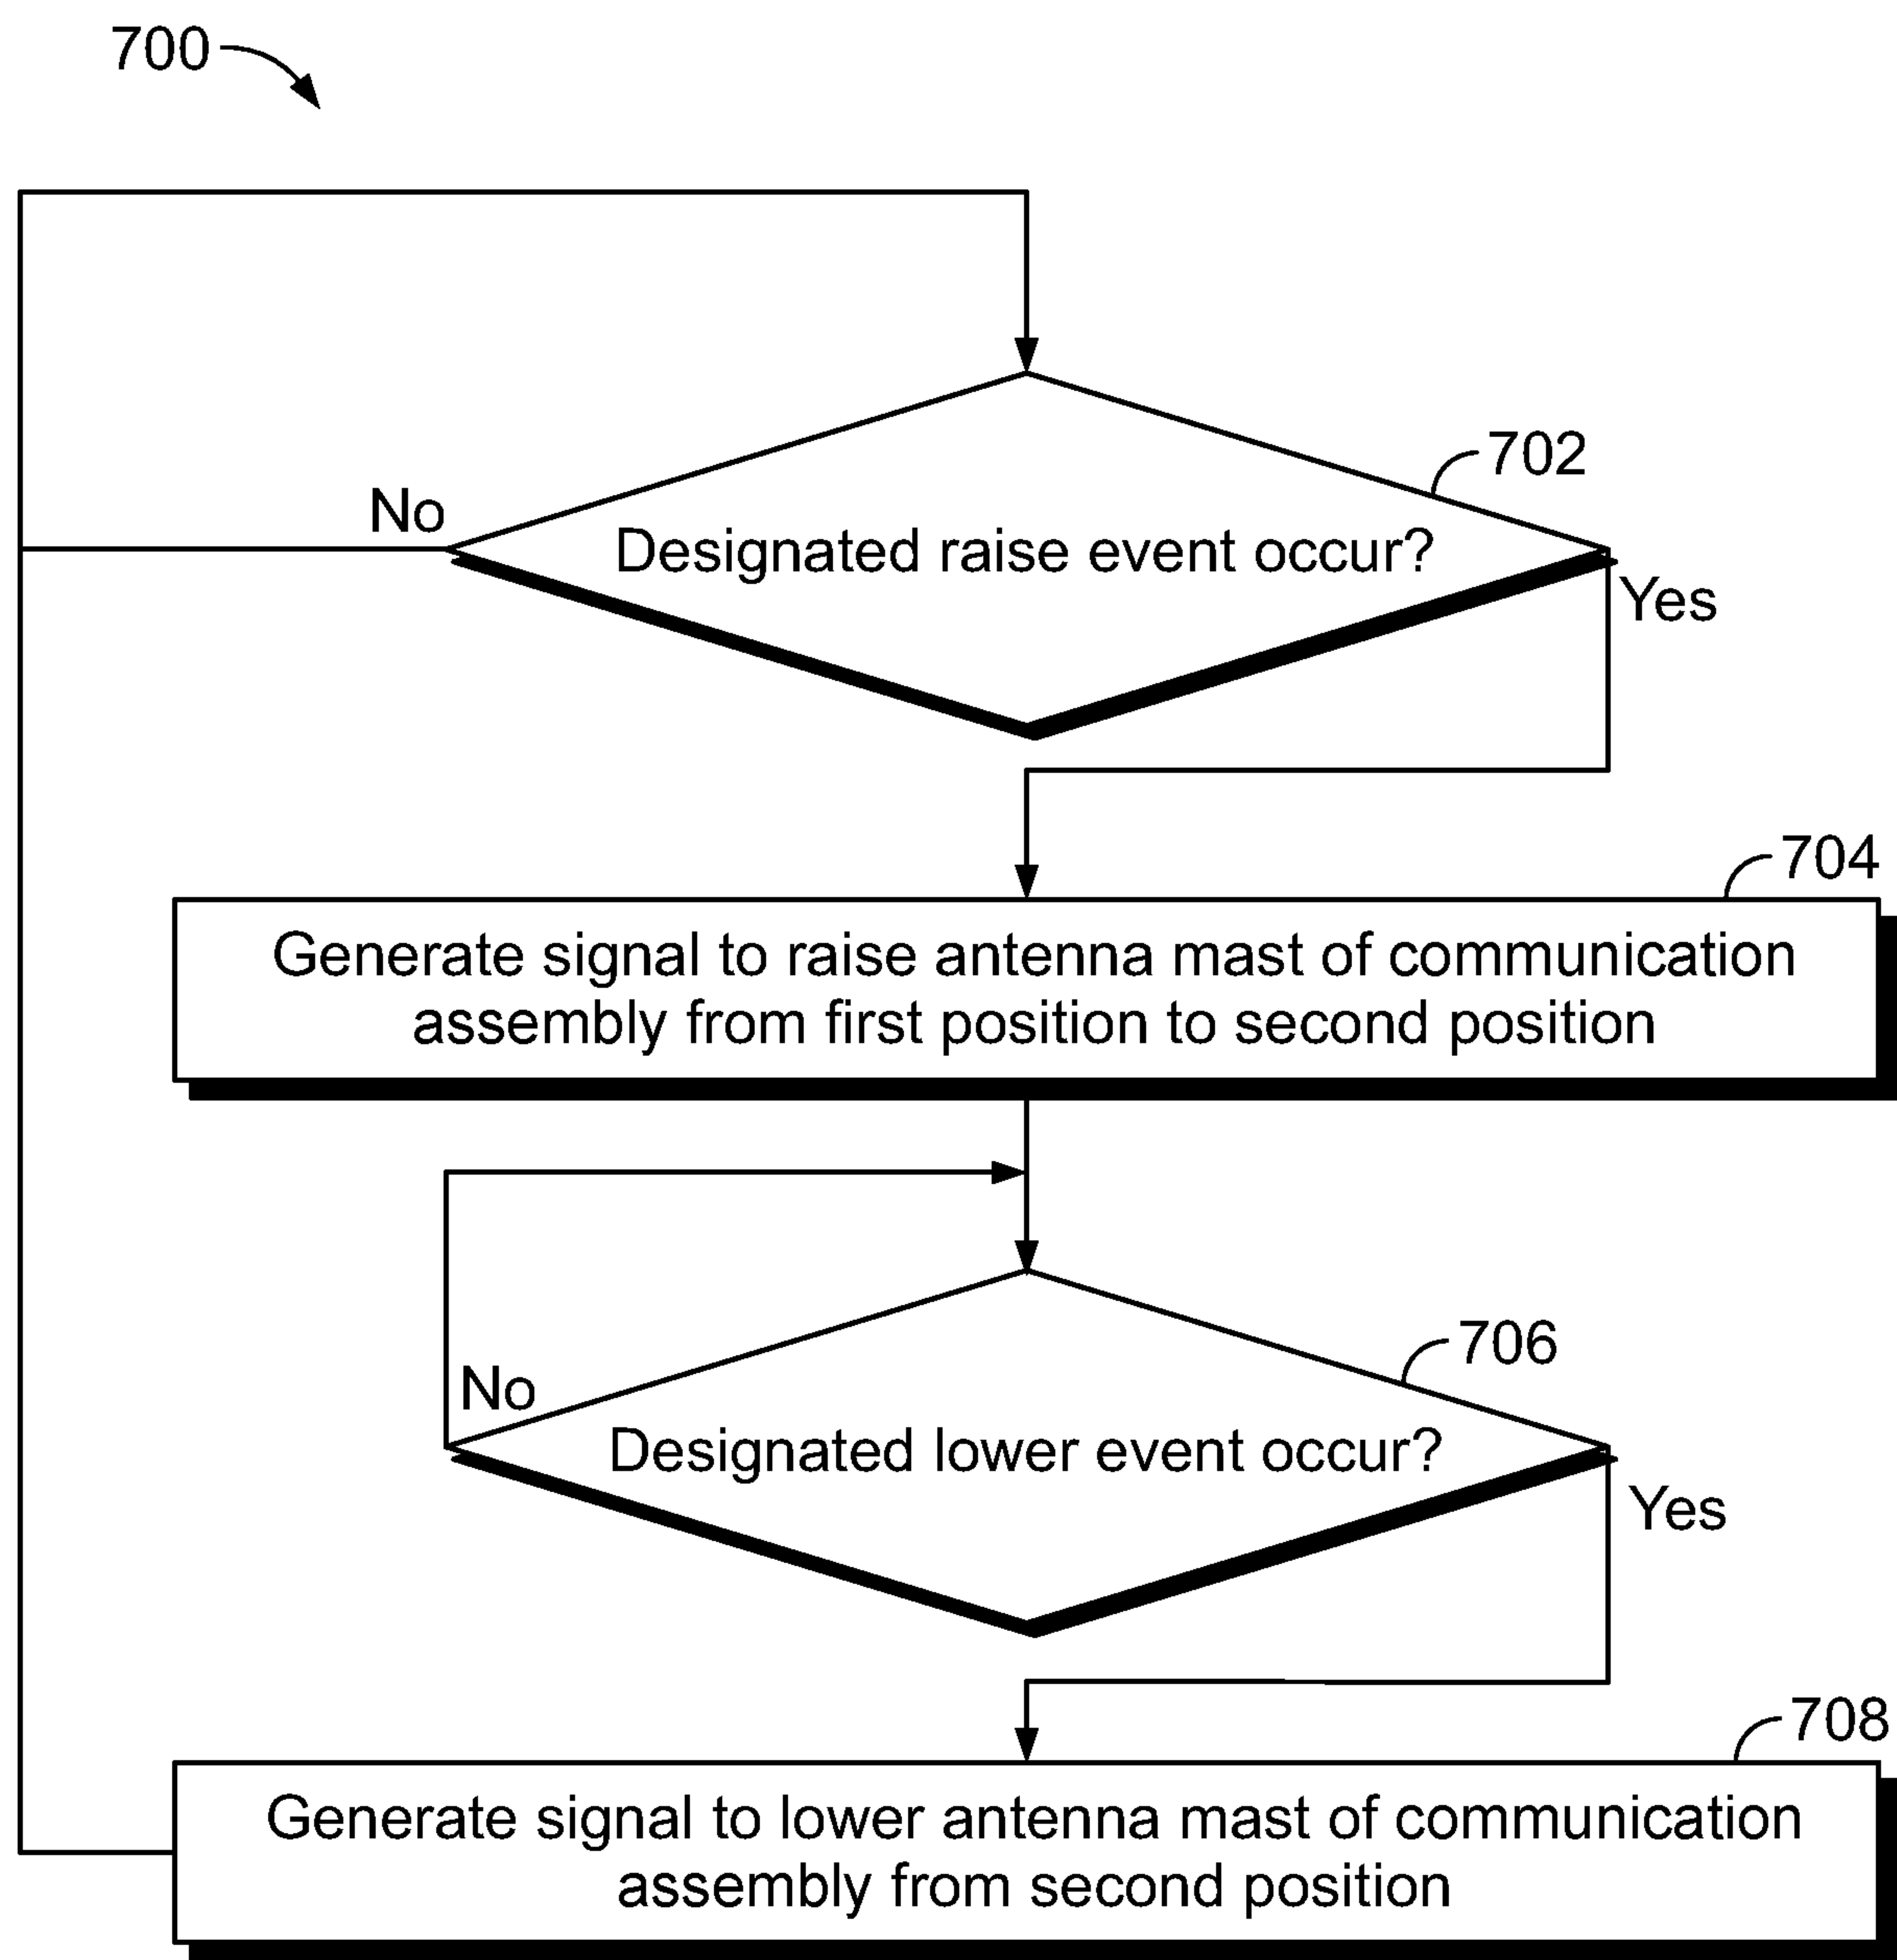 700
702
No
Designated raise event occur?
Yes
704
Generate signal to raise antenna mast of communication
assembly from first position to second position
706
No
Designated lower event occur?
Yes
708
Generate signal to lower antenna mast of communication
assembly from second position